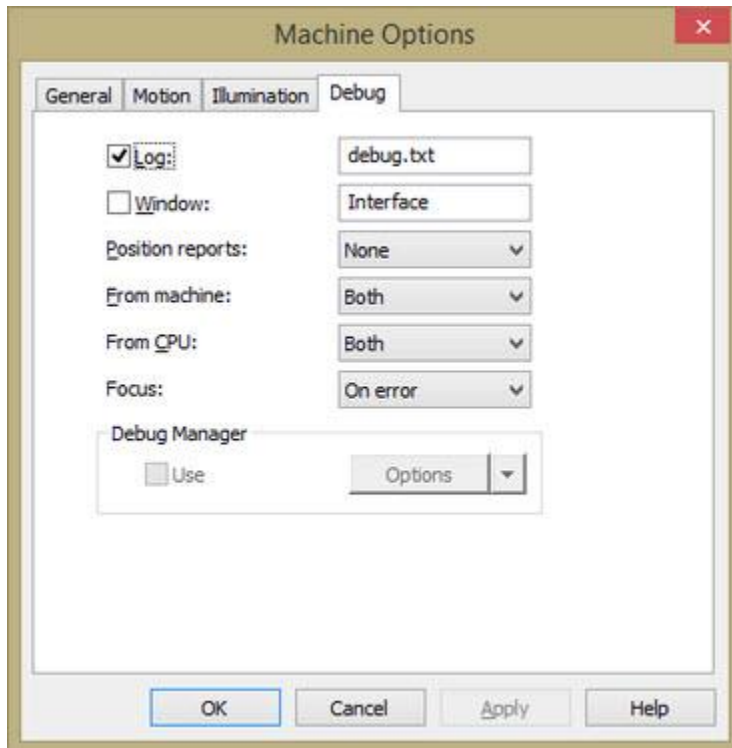 Machine Options
General Motion Illumination Debug
Log: debug.txt
Window: Interface
Position reports: None
From machine: Both
From CPU: Both
Focus: On error
Debug Manager
Use Options
OK Cancel Apply Help